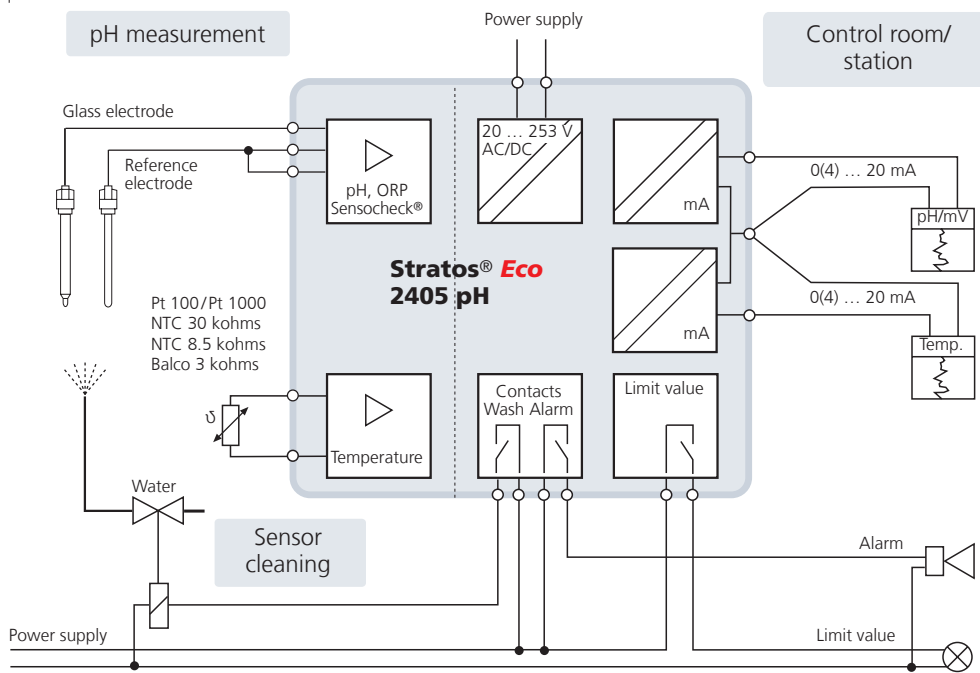 Power supply
pH measurement
Control room/
station
Glass electrode
20 ... 253 V
AC/DC
Reference
electrode
pH, ORP
Sensocheck®
mA
0(4) ... 20 mA
pH/mV
Stratos® Eco
2405 pH
Pt 100/Pt 1000
NTC 30 kohms
NTC 8.5 kohms
Balco 3 kohms
mA
0(4) ... 20 mA
Temp.
Contacts
Wash Alarm
Limit value
ϑ
Temperature
Water
Sensor
cleaning
Alarm
Power supply
Limit value